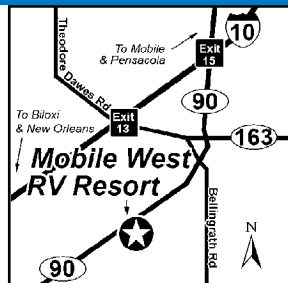 To Mobile
& Pensacola
10
Exit
15
Theodore
Dawes Rd
90
To Biloxi
& New Orleans
Exit
13
163
Mobile West
RV Resort
Bellingrath Rd
N
90